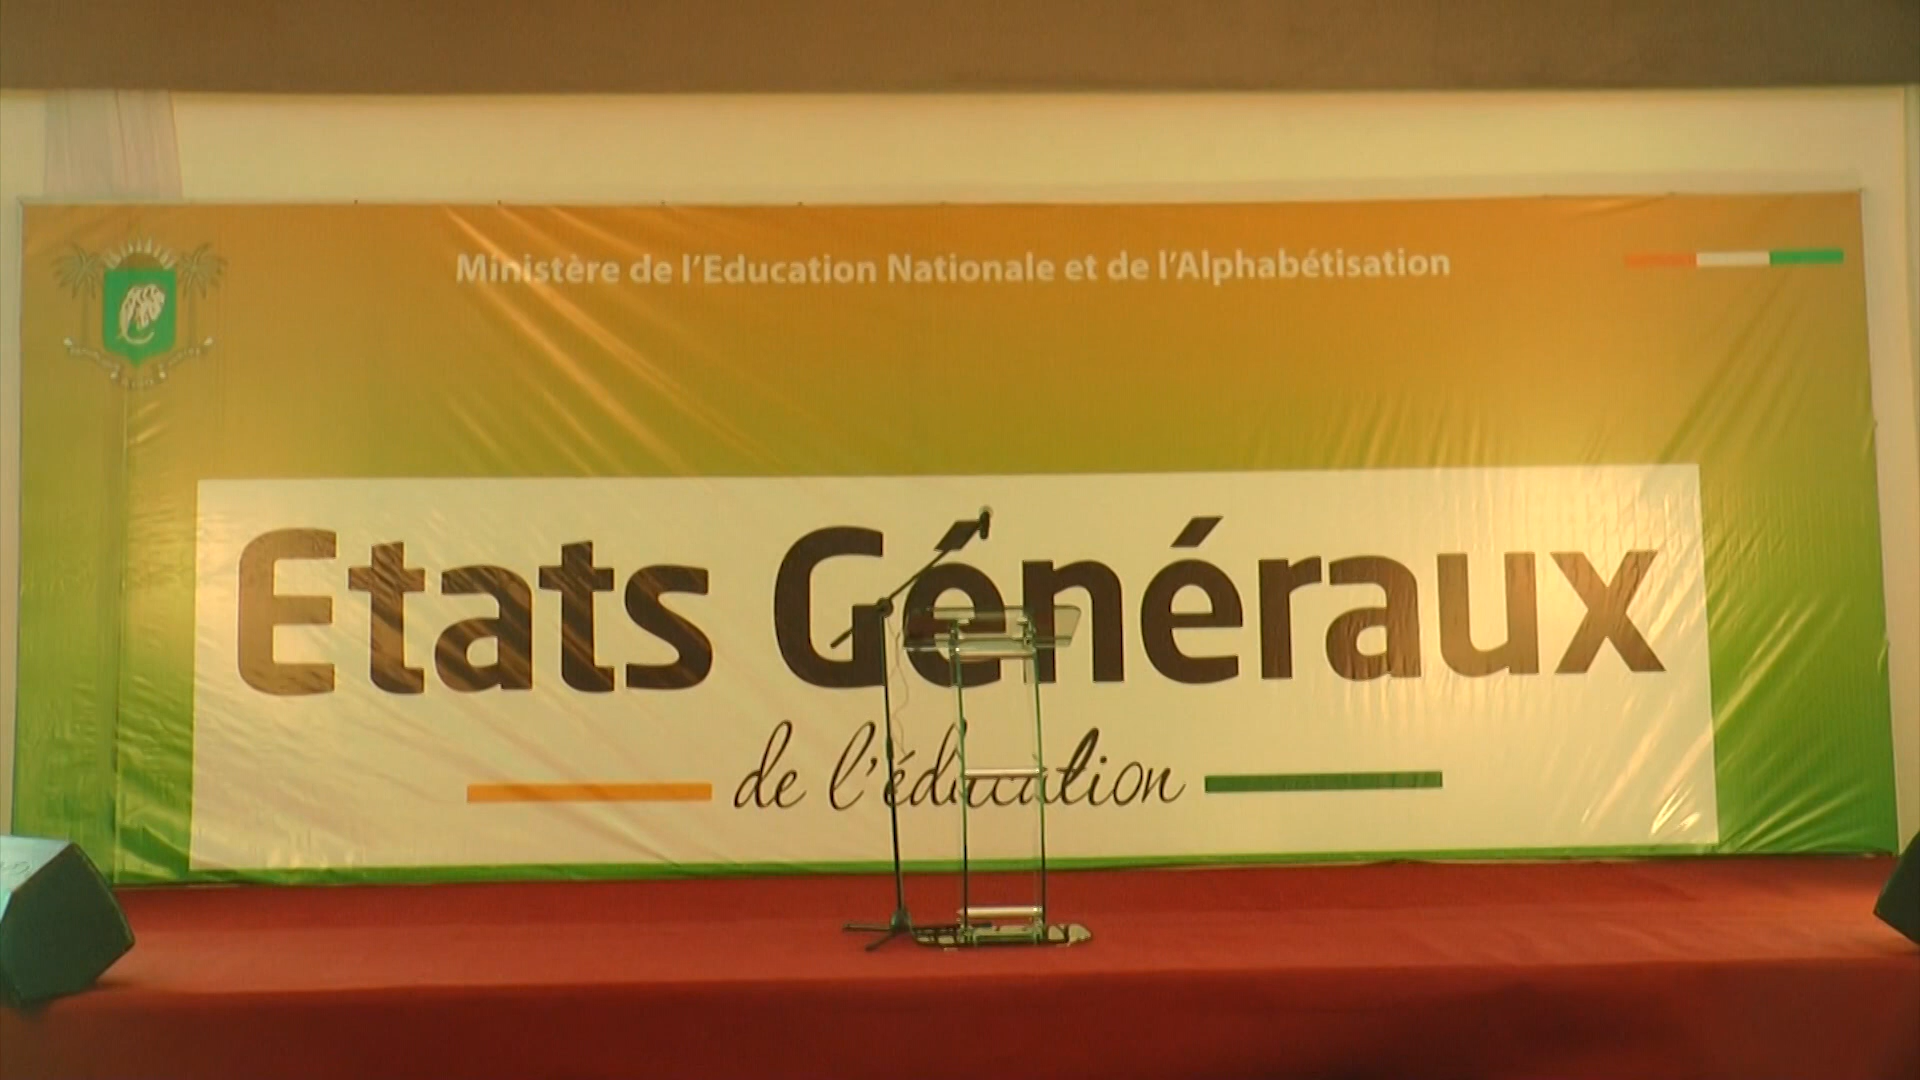 Ministère de l'Education Nationale et de l'Alphabétisation
Etats Généraux
de l'éducation